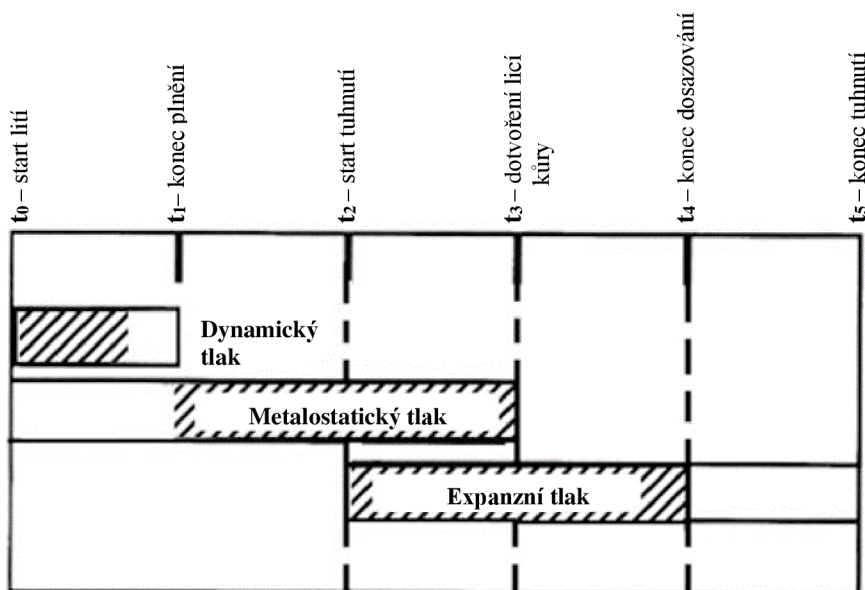 t0 – start lití
t1 – konec plnění
t2 – start tuhnutí
t3 – dotvoření licí
kůry
t4 – konec dosazování
t5 – konec tuhnutí
Dynamický
tlak
Metalostatický tlak
Expanzní tlak